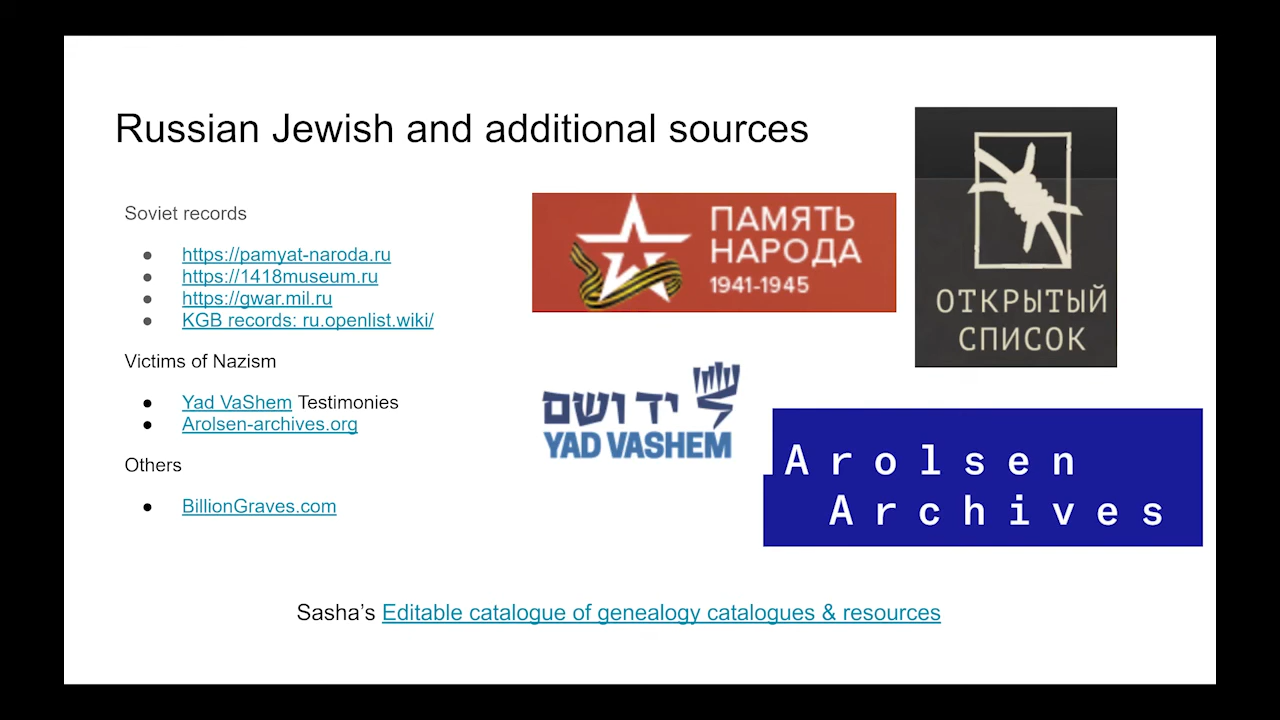 Russian Jewish and additional sources
Soviet records
● https://pamyat-naroda.ru
● https://1418museum.ru
● https://gwar.mil.ru
● KGB records: ru.openlist.wiki/
Victims of Nazism
● Yad VaShem Testimonies
● Arolsen-archives.org
Others
● BillionGraves.com
ПАМЯТЬ
НАРОДА
1941-1945
ОТКРЫТЫЙ
СПИСОК
יד ושם
YAD VASHEM
Arolsen
Archives
Sasha’s Editable catalogue of genealogy catalogues & resources